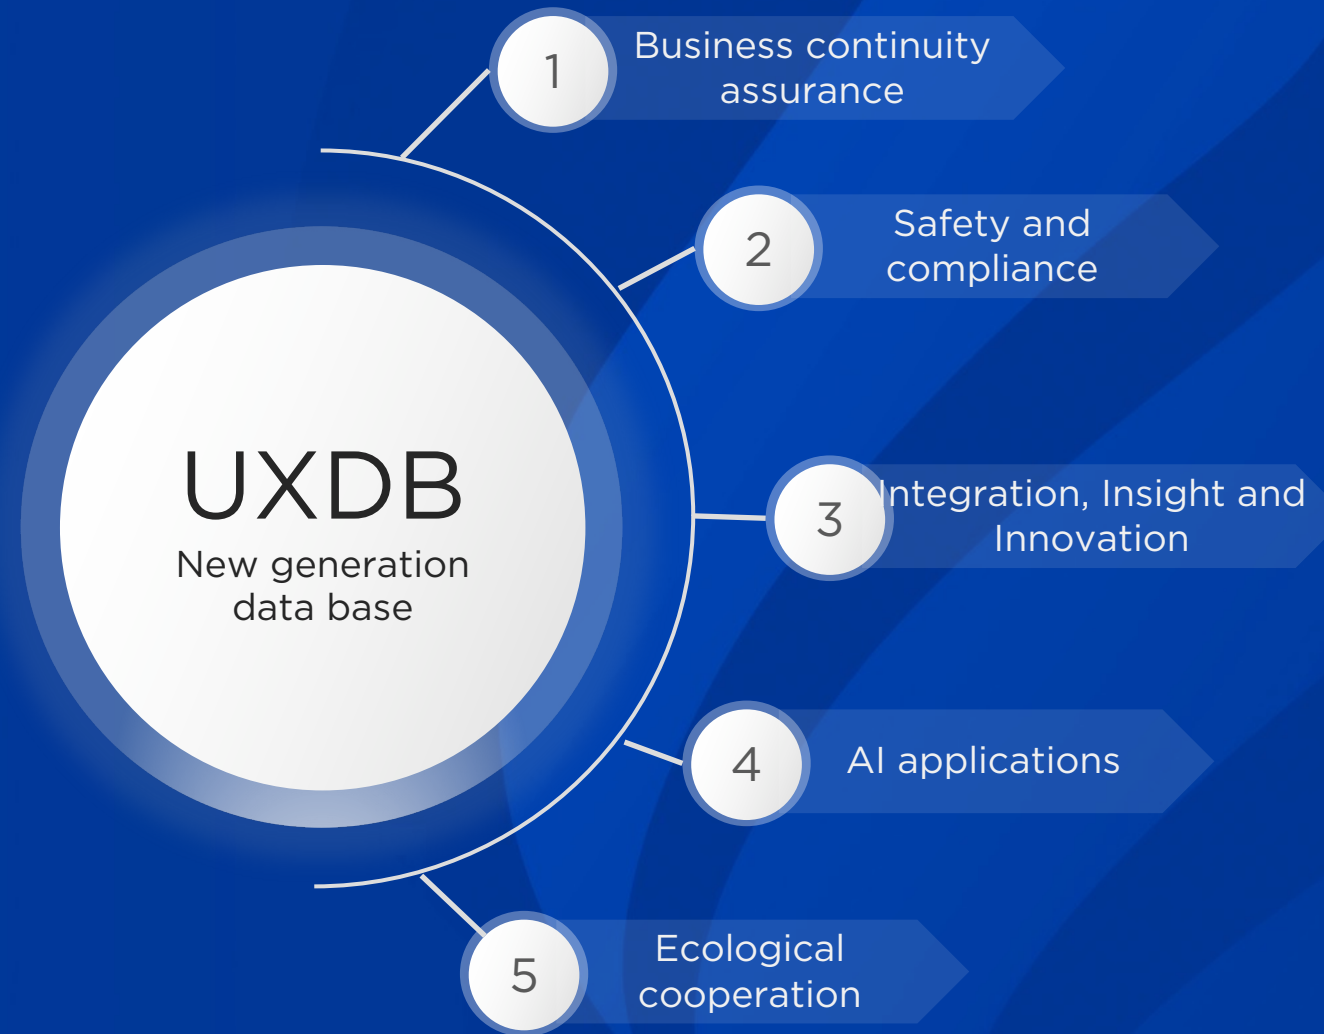 1
Business continuity
assurance
2
Safety and
compliance
UXDB
New generation
data base
3
Integration, Insight and
Innovation
4
AI applications
5
Ecological
cooperation